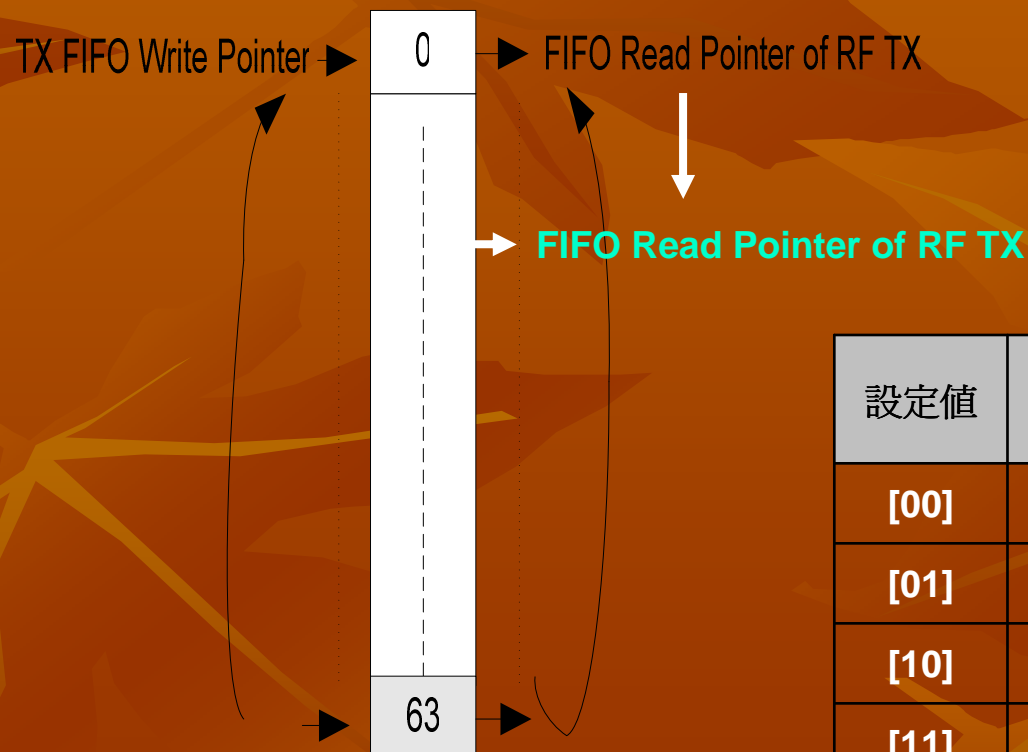 TX FIFO Write Pointer
0
FIFO Read Pointer of RF TX
FIFO Read Pointer of RF TX
設定値
[00]
[01]
[10]
63
[11]